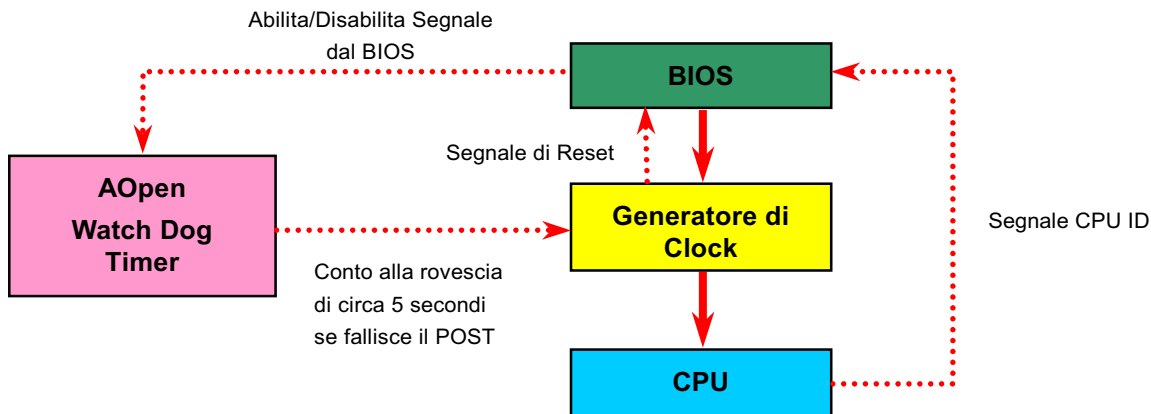 Abilita/Disabilita Segnale
dal BIOS
BIOS
Segnale di Reset
AOpen
Watch Dog
Timer
Generatore di
Clock
Segnale CPU ID
Conto alla rovescia
di circa 5 secondi
se fallisce il POST
CPU